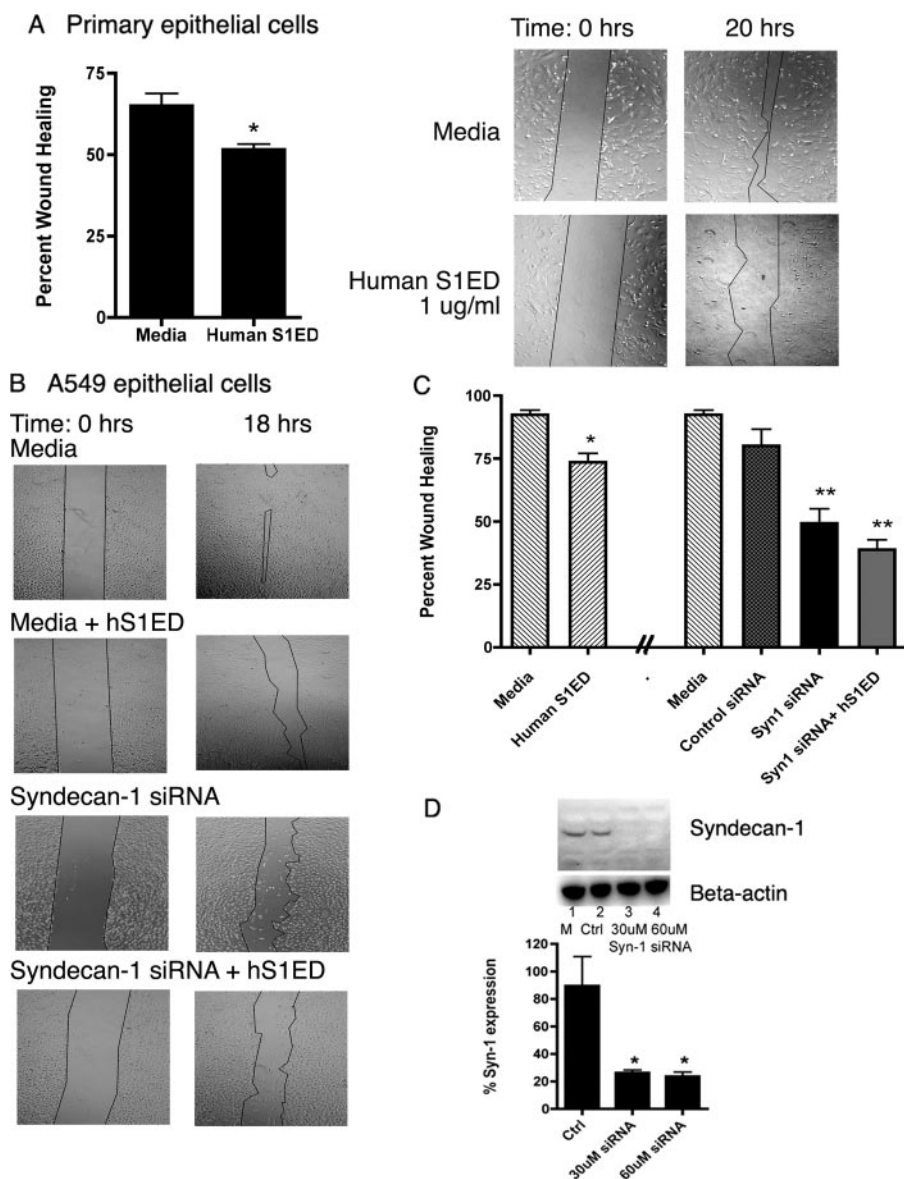 A Primary epithelial cells
Percent Wound Healing
75
50
25
0
*
Media
Human S1ED
Time: 0 hrs
20 hrs
Media
Human S1ED
1 ug/ml
B A549 epithelial cells
Time: 0 hrs
18 hrs
Media
Media + hS1ED
Syndecan-1 siRNA
Syndecan-1 siRNA + hS1ED
C
Percent Wound Healing
100
75
50
25
0
*
**
**
Media
Human S1ED
//
Media
Control siRNA
Syn1 siRNA
Syn1 siRNA+ hS1ED
D
Syndecan-1
Beta-actin
1 2 3 4
M Ctrl 30uM 60uM
Syn-1 siRNA
% Syn-1 expression
100
80
60
40
20
0
*
*
Ctrl
30uM siRNA
60uM siRNA